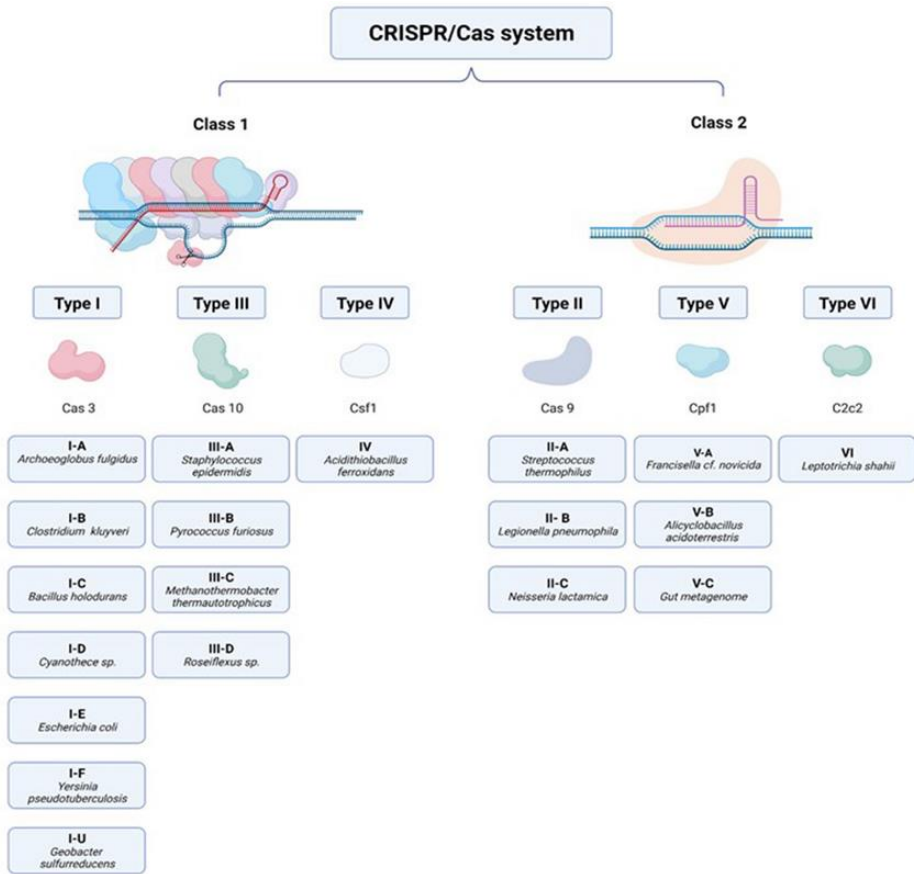 CRISPR/Cas system
Class 1
Class 2
Type I
Type III
Type IV
Type II
Type V
Type VI
Cas 3
Cas 10
Csf1
Cas 9
Cpf1
C2c2
I-A
Archoeoglobus fulgidus
III-A
Staphylococcus
epidermidis
IV
Acidithiobacillus
ferroxidans
II-A
Streptococcus
thermophilus
V-A
Francisella cf. novicida
VI
Leptotrichia shahii
I-B
Clostridium kluyveri
III-B
Pyrococcus furiosus
II- B
Legionella pneumophila
V-B
Alicyclobacillus
acidoterrestris
I-C
Bacillus holodurans
III-C
Methanothermobacter
thermautotrophicus
II-C
Neisseria lactamica
V-C
Gut metagenome
I-D
Cyanothece sp.
III-D
Roseiflexus sp.
I-E
Escherichia coli
I-F
Yersinia
pseudotuberculosis
I-U
Geobacter
sulfurreducens